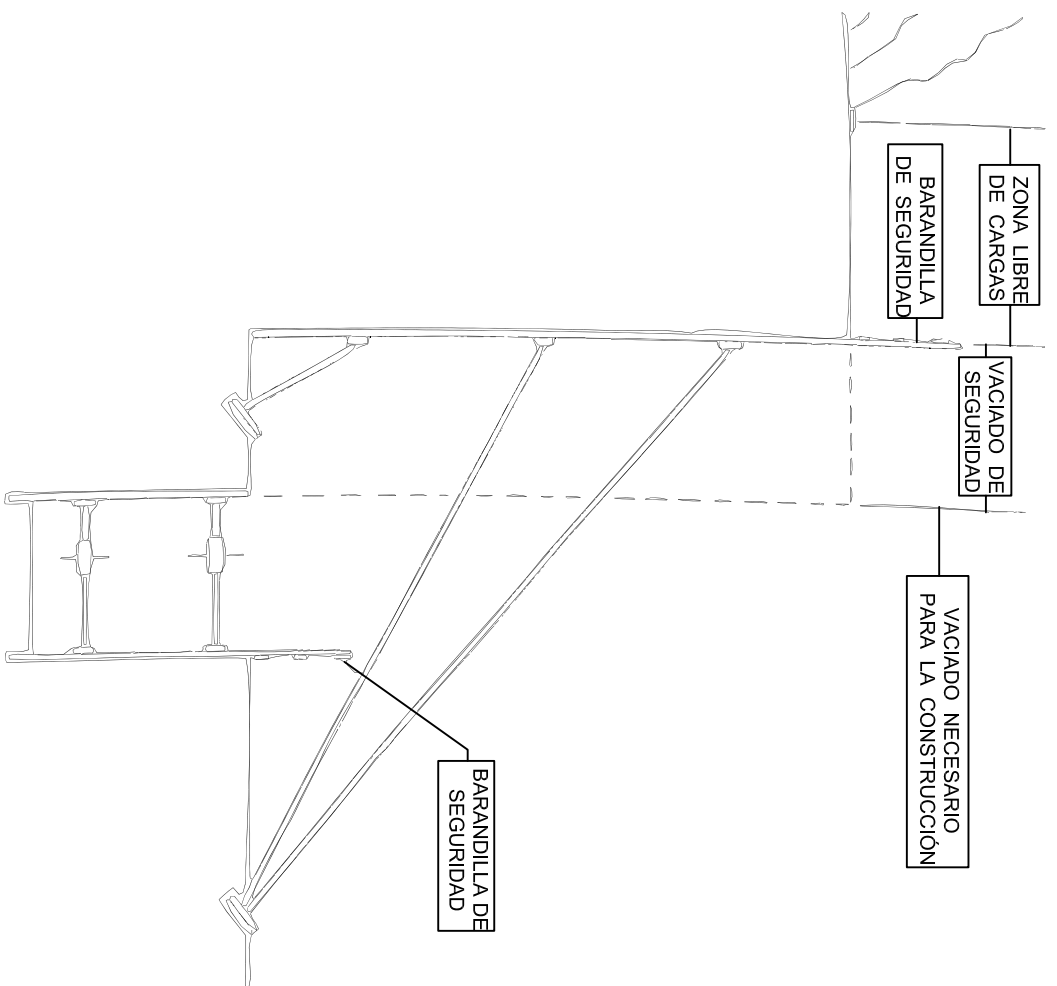 ZONA LIBRE
DE CARGAS
BARANDILLA
DE SEGURIDAD
VACIADO DE
SEGURIDAD
VACIADO NECESARIO
PARA LA CONSTRUCCIÓN
BARANDILLA DE
SEGURIDAD